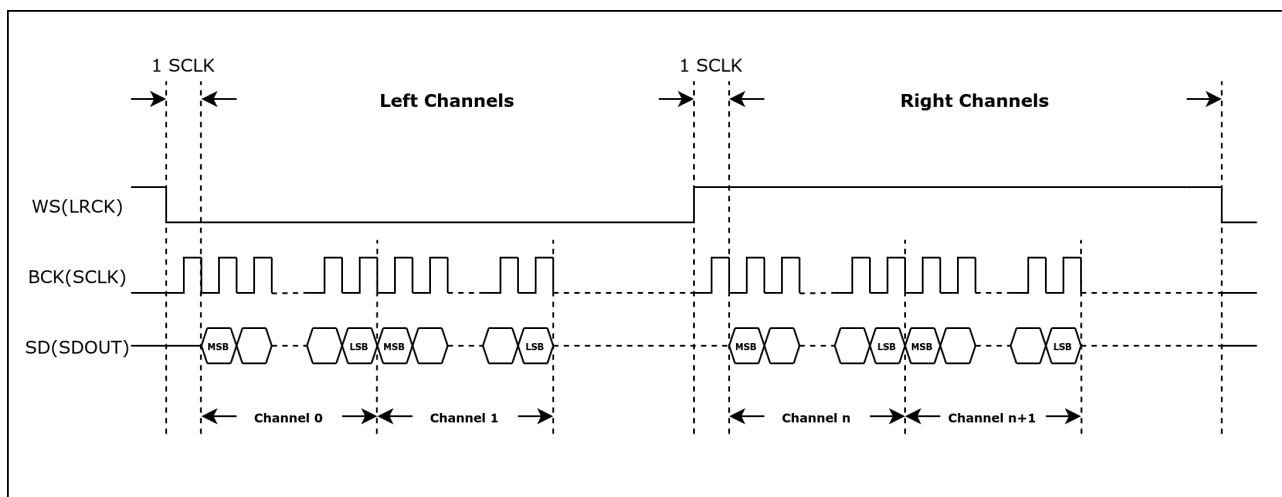 1 SCLK 1 SCLK
Left Channels Right Channels
WS(LRCK)
BCK(SCLK)
SD(SDOUT) MSB LSB MSB LSB MSB LSB MSB LSB
Channel 0 Channel 1 Channel n Channel n+1